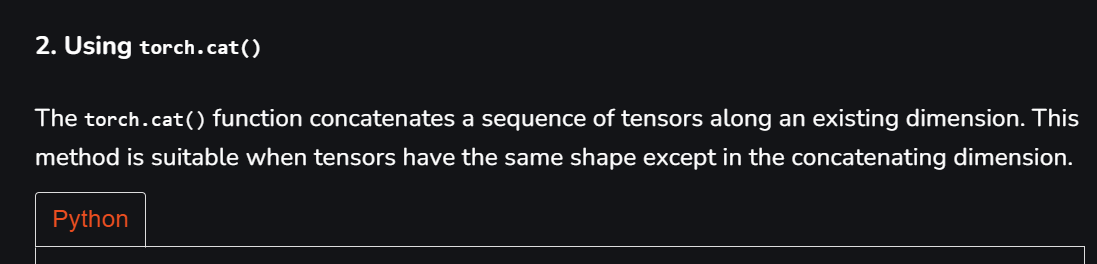 2. Using torch.cat()
The torch.cat() function concatenates a sequence of tensors along an existing dimension. This
method is suitable when tensors have the same shape except in the concatenating dimension.
Python